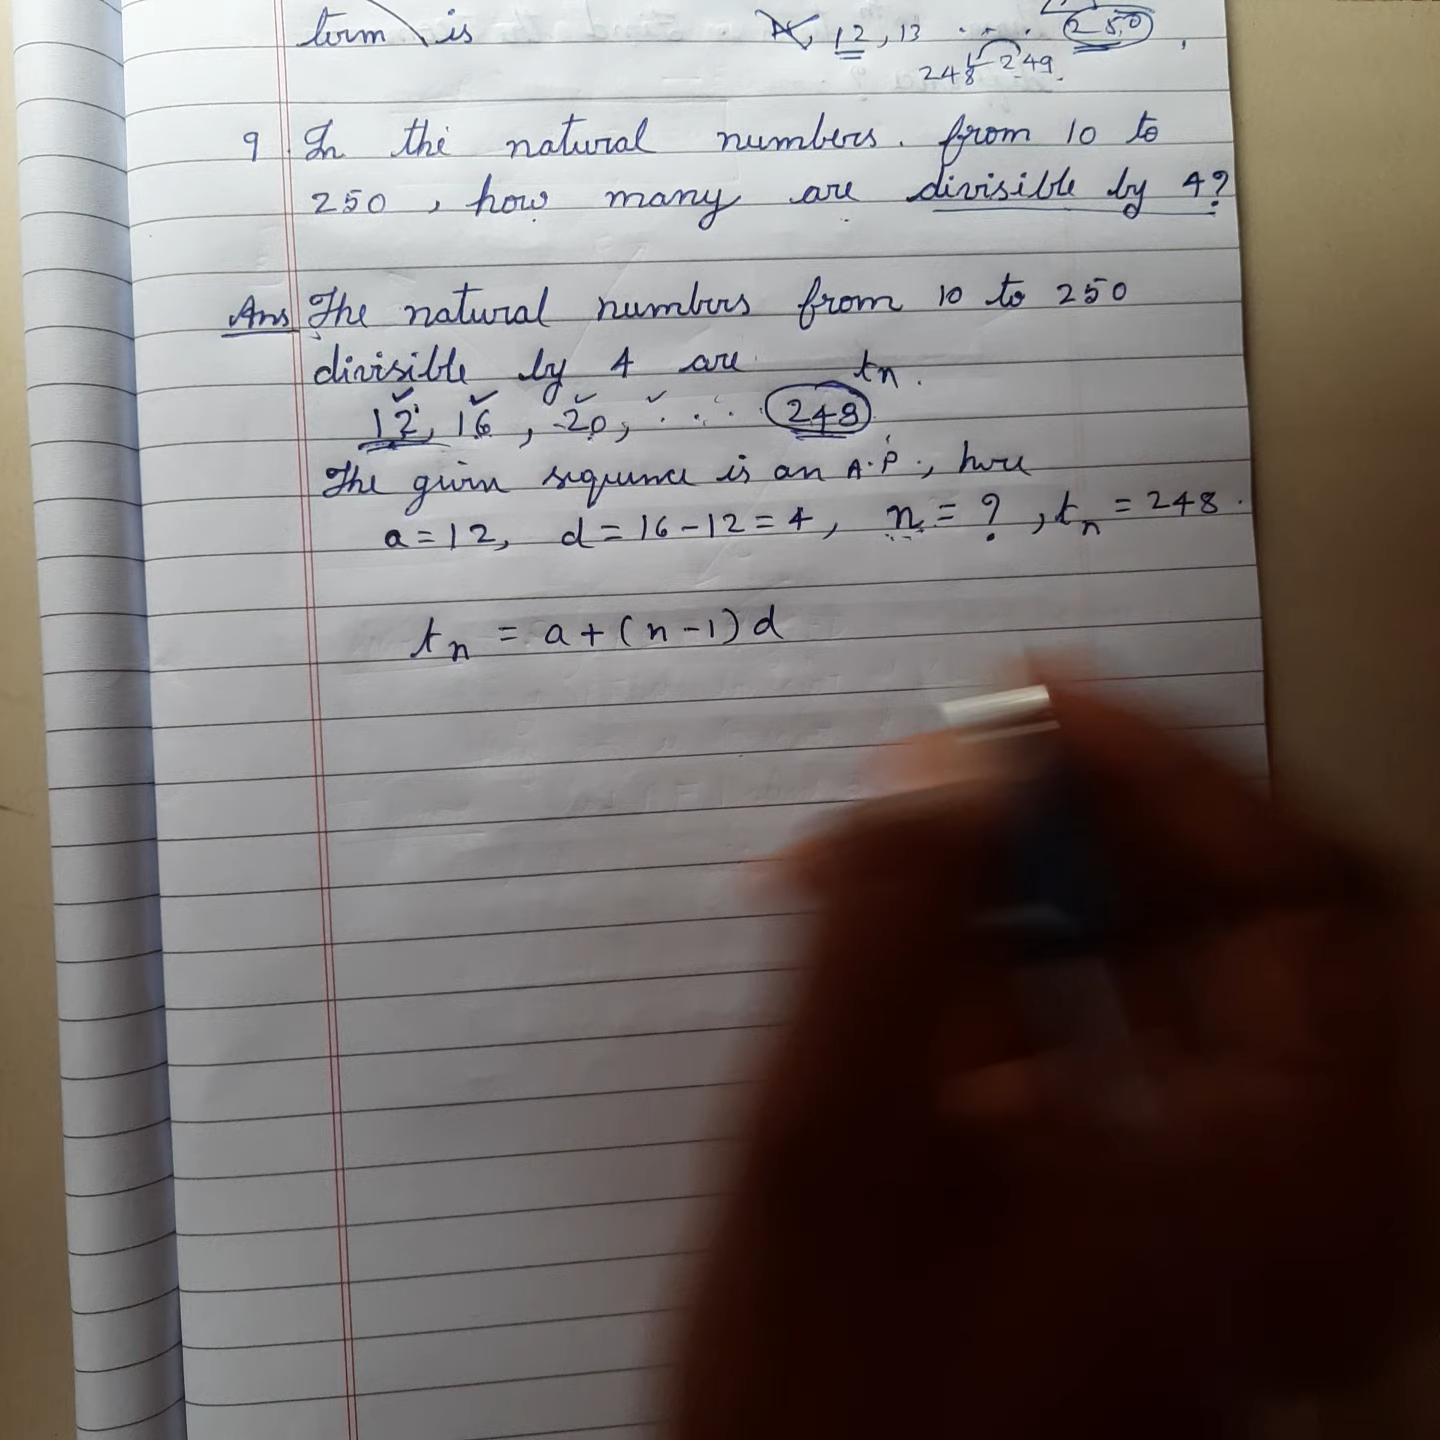 term is
12, 13 . . . 250,
248 249.
9. In the natural numbers. from 10 to
250, how many are divisible by 4?
Ans The natural numbers from 10 to 250
divisible by 4 are tn.
12, 16, 20, . . . 248
The given sequence is an A.P., here
a = 12, d = 16 - 12 = 4, n = ?, tn = 248.
tn = a + (n - 1) d